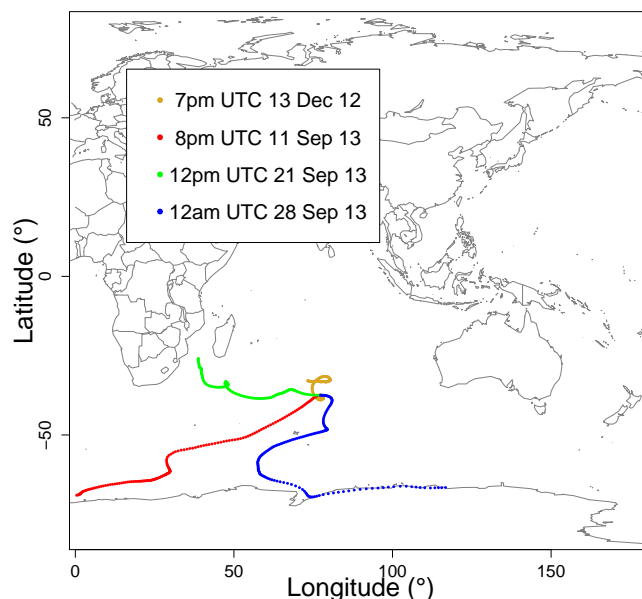 7pm UTC 13 Dec 12
8pm UTC 11 Sep 13
12pm UTC 21 Sep 13
12am UTC 28 Sep 13
Latitude (°)
50
0
−50
0
50
100
150
Longitude (°)